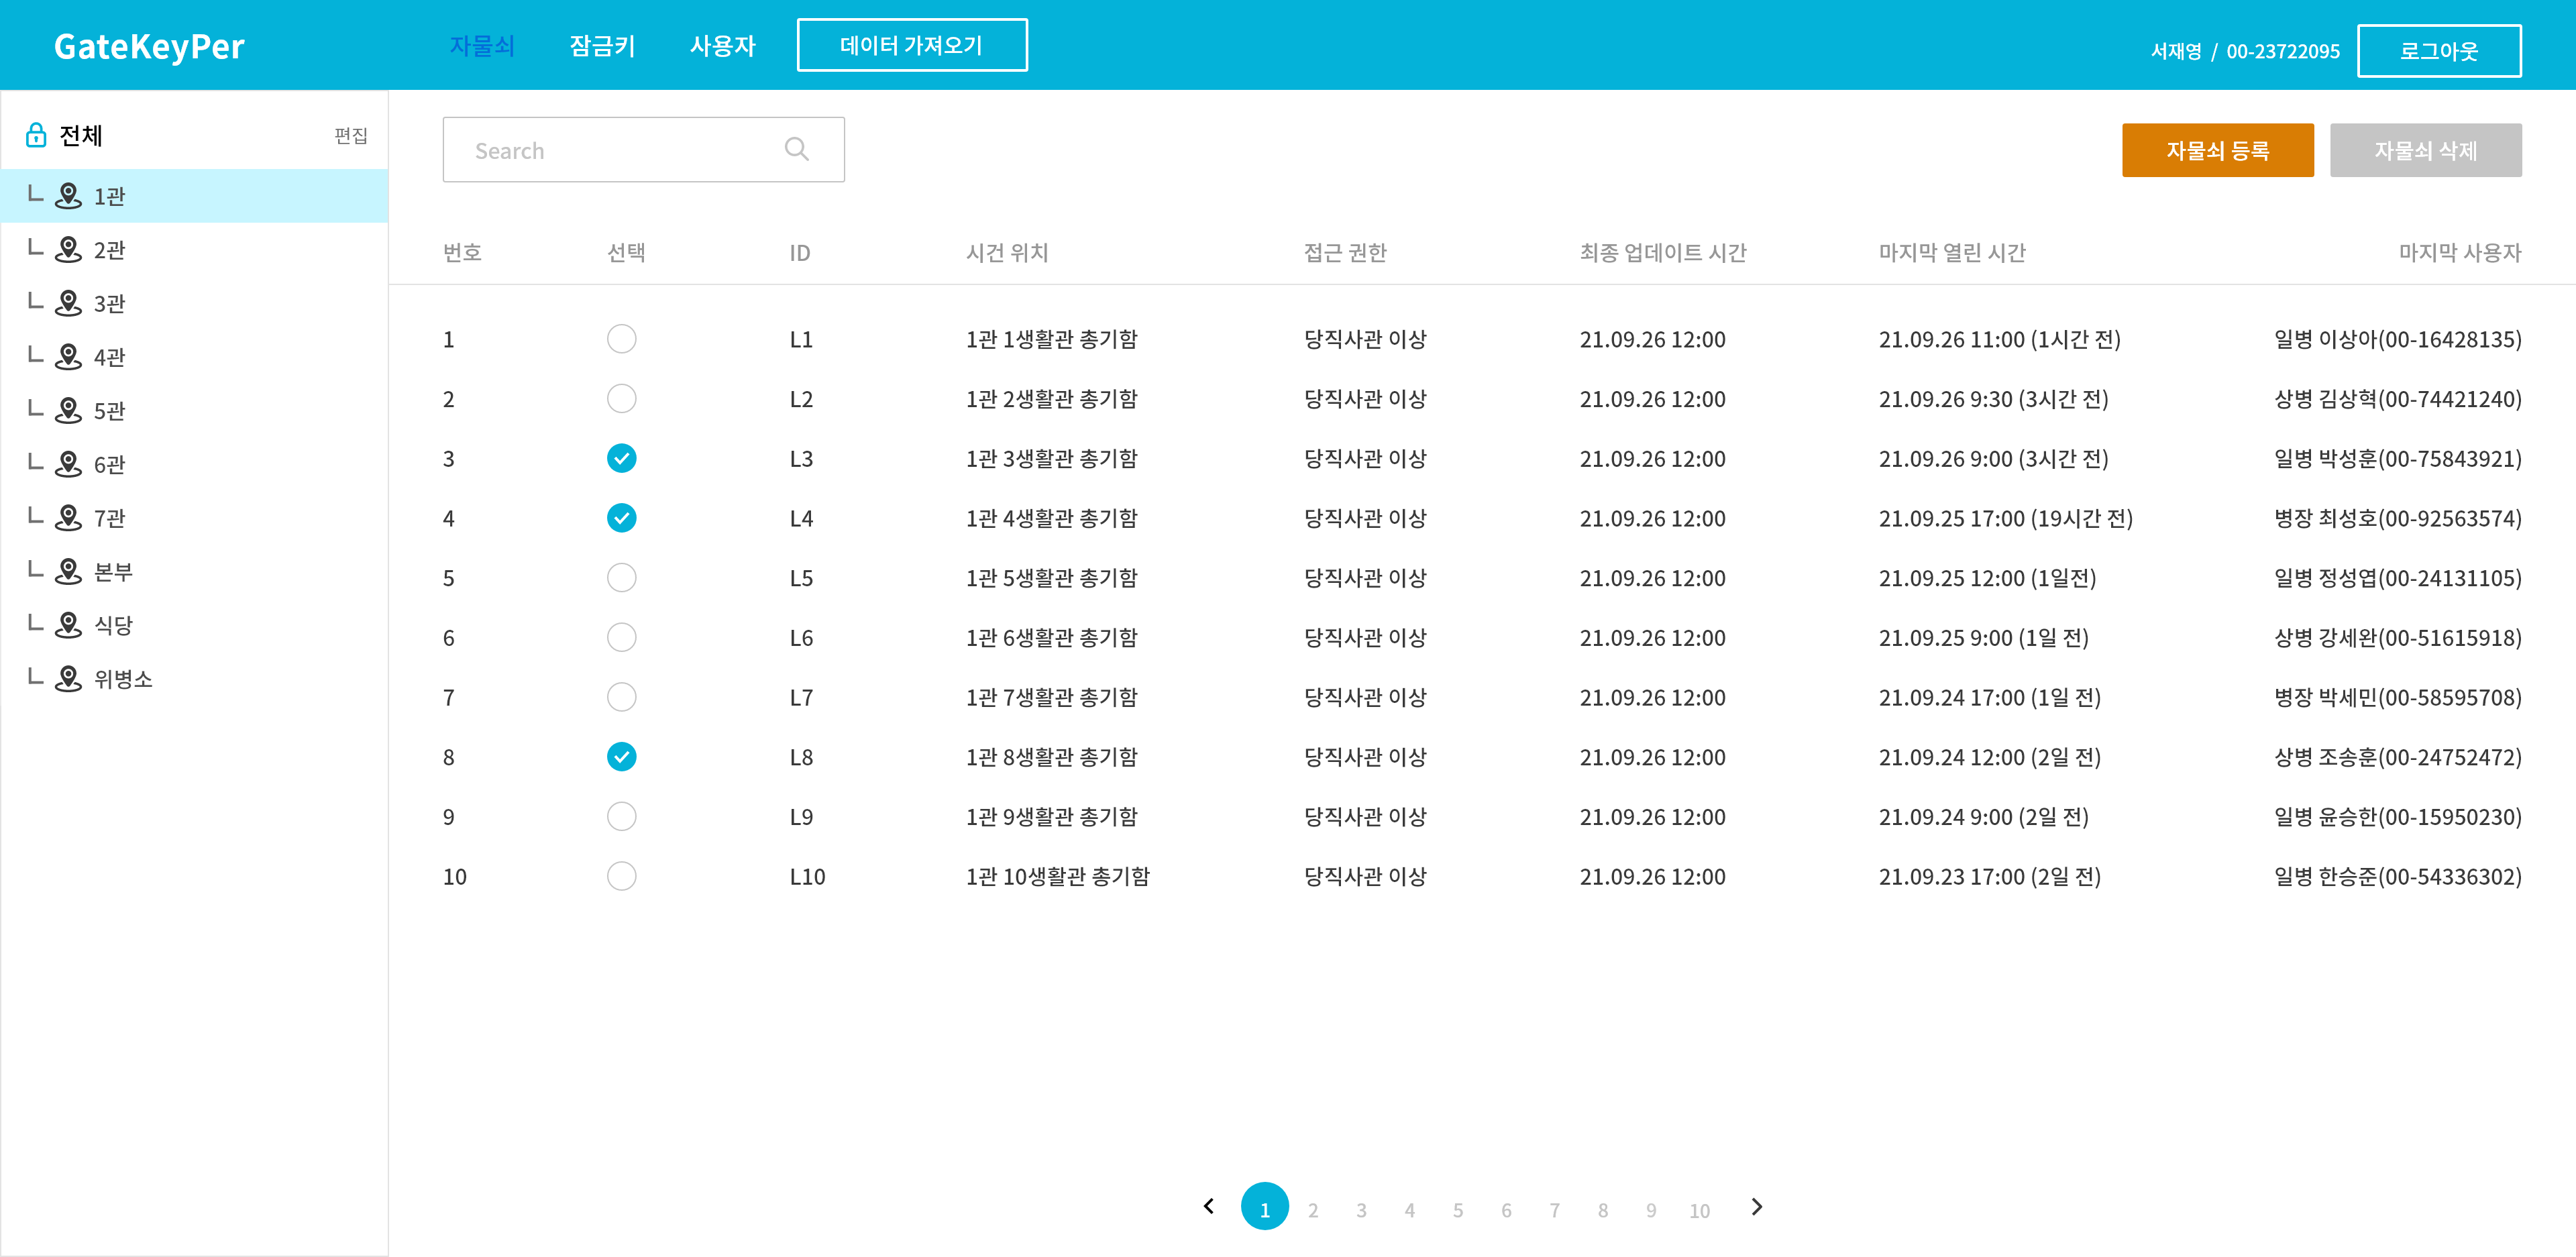 GateKeyPer 자물쇠 잠금키 사용자 데이터 가져오기 서재영 / 00-23722095 로그아웃
전체 편집
1관
2관
3관
4관
5관
6관
7관
본부
식당
위병소
Search 자물쇠 등록 자물쇠 삭제
번호 선택 ID 시건 위치 접근 권한 최종 업데이트 시간 마지막 열린 시간 마지막 사용자
1 L1 1관 1생활관 총기함 당직사관 이상 21.09.26 12:00 21.09.26 11:00 (1시간 전) 일병 이상아(00-16428135)
2 L2 1관 2생활관 총기함 당직사관 이상 21.09.26 12:00 21.09.26 9:30 (3시간 전) 상병 김상혁(00-74421240)
3 L3 1관 3생활관 총기함 당직사관 이상 21.09.26 12:00 21.09.26 9:00 (3시간 전) 일병 박성훈(00-75843921)
4 L4 1관 4생활관 총기함 당직사관 이상 21.09.26 12:00 21.09.25 17:00 (19시간 전) 병장 최성호(00-92563574)
5 L5 1관 5생활관 총기함 당직사관 이상 21.09.26 12:00 21.09.25 12:00 (1일전) 일병 정성엽(00-24131105)
6 L6 1관 6생활관 총기함 당직사관 이상 21.09.26 12:00 21.09.25 9:00 (1일 전) 상병 강세완(00-51615918)
7 L7 1관 7생활관 총기함 당직사관 이상 21.09.26 12:00 21.09.24 17:00 (1일 전) 병장 박세민(00-58595708)
8 L8 1관 8생활관 총기함 당직사관 이상 21.09.26 12:00 21.09.24 12:00 (2일 전) 상병 조송훈(00-24752472)
9 L9 1관 9생활관 총기함 당직사관 이상 21.09.26 12:00 21.09.24 9:00 (2일 전) 일병 윤승한(00-15950230)
10 L10 1관 10생활관 총기함 당직사관 이상 21.09.26 12:00 21.09.23 17:00 (2일 전) 일병 한승준(00-54336302)
1 2 3 4 5 6 7 8 9 10